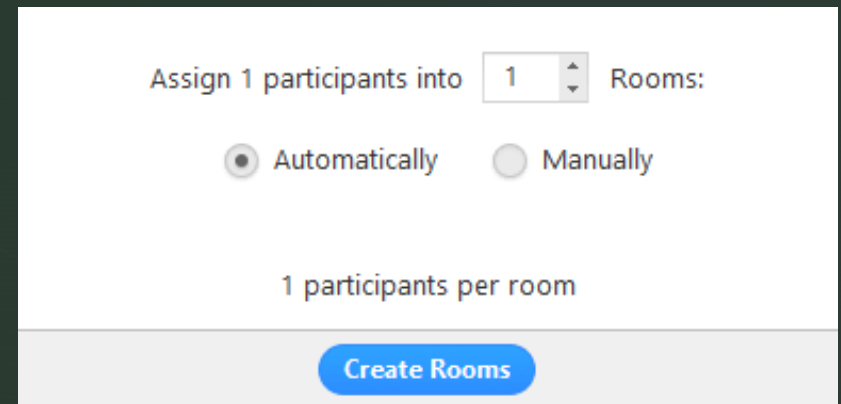 Assign 1 participants into 1 Rooms:
Automatically Manually
1 participants per room
Create Rooms